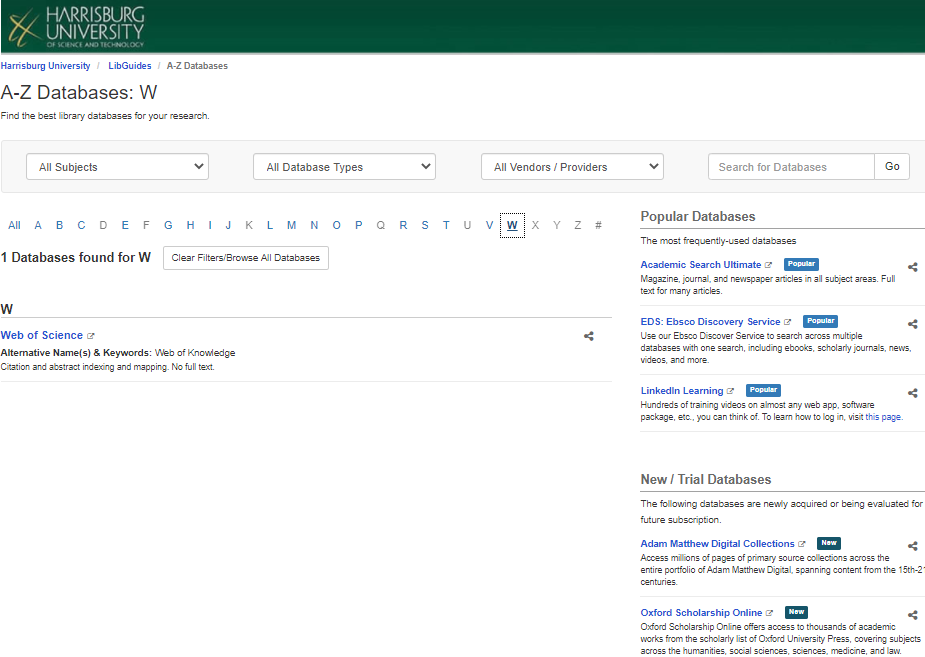 HARRISBURG
UNIVERSITY
OF SCIENCE AND TECHNOLOGY
Harrisburg University / LibGuides / A-Z Databases
A-Z Databases: W
Find the best library databases for your research.
All Subjects
All Database Types
All Vendors / Providers
Search for Databases
Go
All A B C D E F G H I J K L M N O P Q R S T U V W X Y Z #
1 Databases found for W
Clear Filters/Browse All Databases
W
Web of Science
Alternative Name(s) & Keywords: Web of Knowledge
Citation and abstract indexing and mapping. No full text.
Popular Databases
The most frequently-used databases
Academic Search Ultimate Popular
Magazine, journal, and newspaper articles in all subject areas. Full
text for many articles.
EDS: Ebsco Discovery Service Popular
Use our Ebsco Discover Service to search across multiple
databases with one search, including ebooks, scholarly journals, news,
videos, and more.
LinkedIn Learning Popular
Hundreds of training videos on almost any web app, software
package, etc., you can think of. To learn how to log in, visit this page.
New / Trial Databases
The following databases are newly acquired or being evaluated for
future subscription.
Adam Matthew Digital Collections New
Access millions of pages of primary source collections across the
entire portfolio of Adam Matthew Digital, spanning content from the 15th-21
centuries.
Oxford Scholarship Online New
Oxford Scholarship Online offers access to thousands of academic
works from the scholarly list of Oxford University Press, covering subjects
across the humanities, social sciences, sciences, medicine, and law.